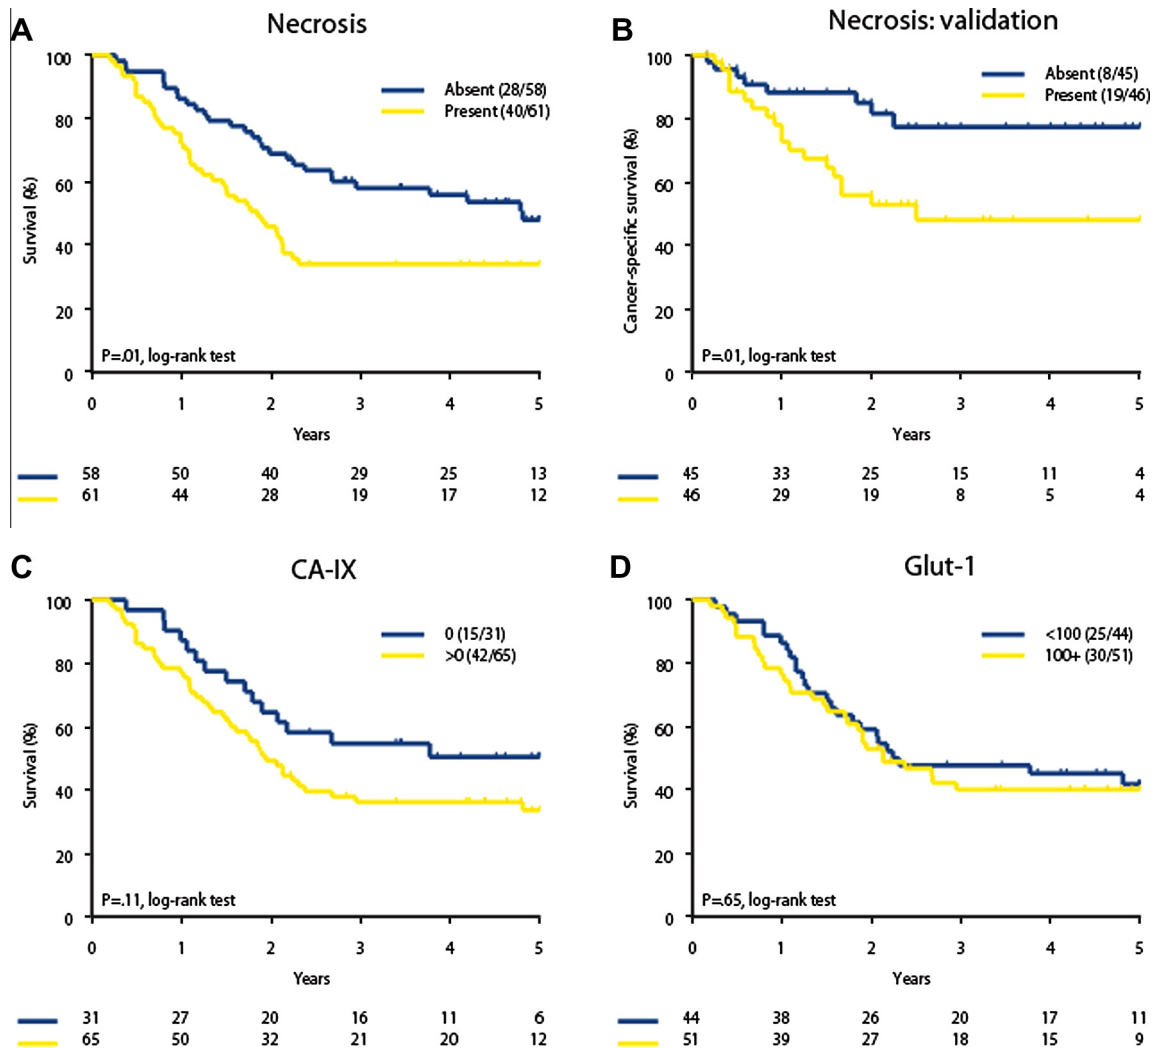 A
Necrosis
100
80
60
40
20
0
Survival (%)
Absent (28/58)
Present (40/61)
P=.01, log-rank test
0 1 2 3 4 5
Years
58 50 40 29 25 13
61 44 28 19 17 12
B
Necrosis: validation
100
80
60
40
20
0
Cancer-specific survival (%)
Absent (8/45)
Present (19/46)
P=.01, log-rank test
0 1 2 3 4 5
Years
45 33 25 15 11 4
46 29 19 8 5 4
C
CA-IX
100
80
60
40
20
0
Survival (%)
0 (15/31)
>0 (42/65)
P=.11, log-rank test
0 1 2 3 4 5
Years
31 27 20 16 11 6
65 50 32 21 20 12
D
Glut-1
100
80
60
40
20
0
Survival (%)
<100 (25/44)
100+ (30/51)
P=.65, log-rank test
0 1 2 3 4 5
Years
44 38 26 20 17 11
51 39 27 18 15 9